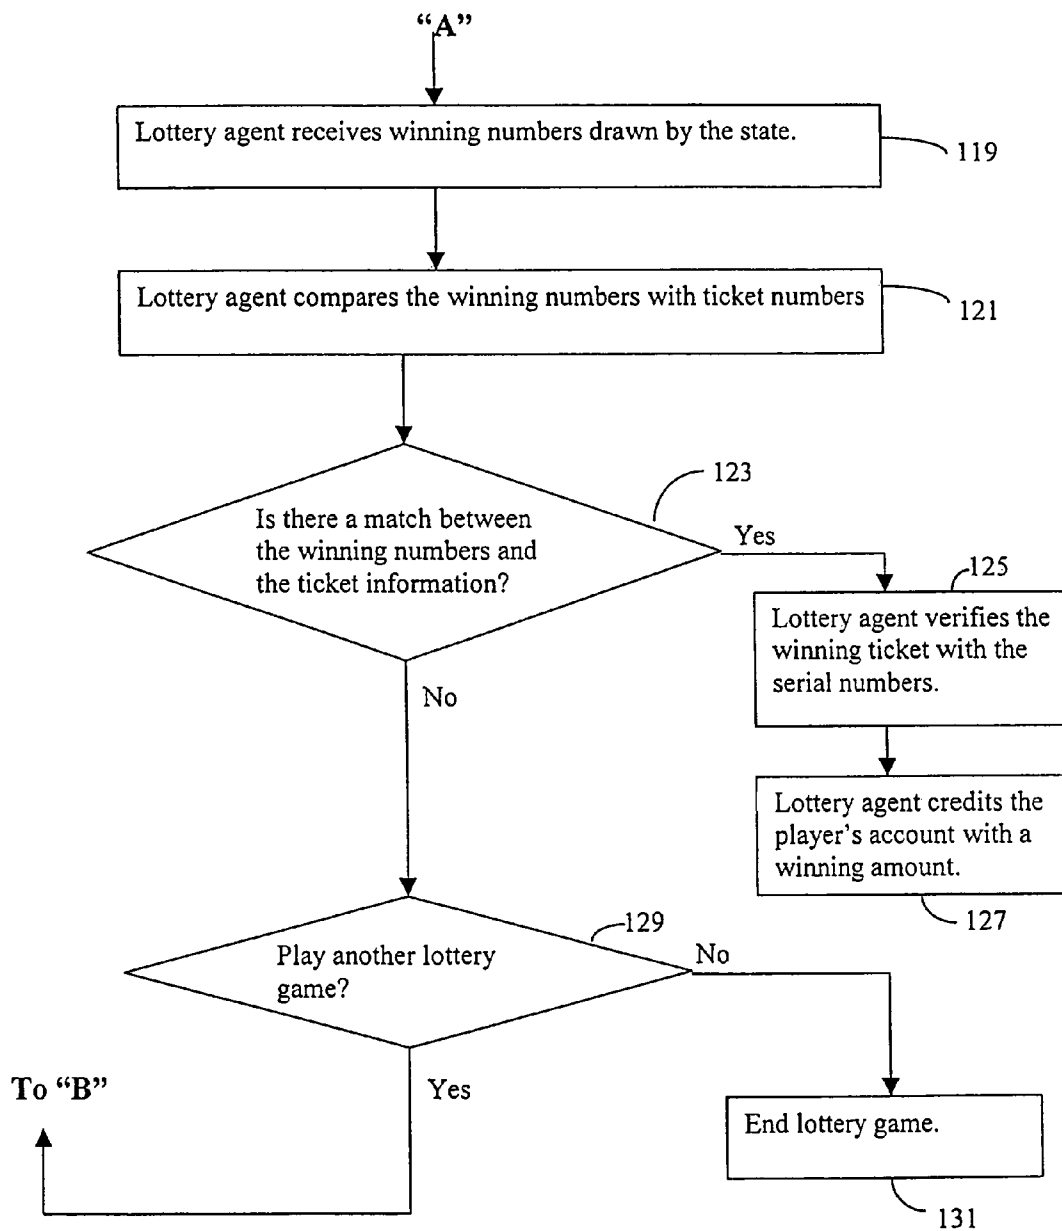 “A”
Lottery agent receives winning numbers drawn by the state.
119
Lottery agent compares the winning numbers with ticket numbers
121
123
Is there a match between
the winning numbers and
the ticket information?
Yes
125
Lottery agent verifies the
winning ticket with the
serial numbers.
No
Lottery agent credits the
player’s account with a
winning amount.
127
129
Play another lottery
game?
No
To “B”
Yes
End lottery game.
131